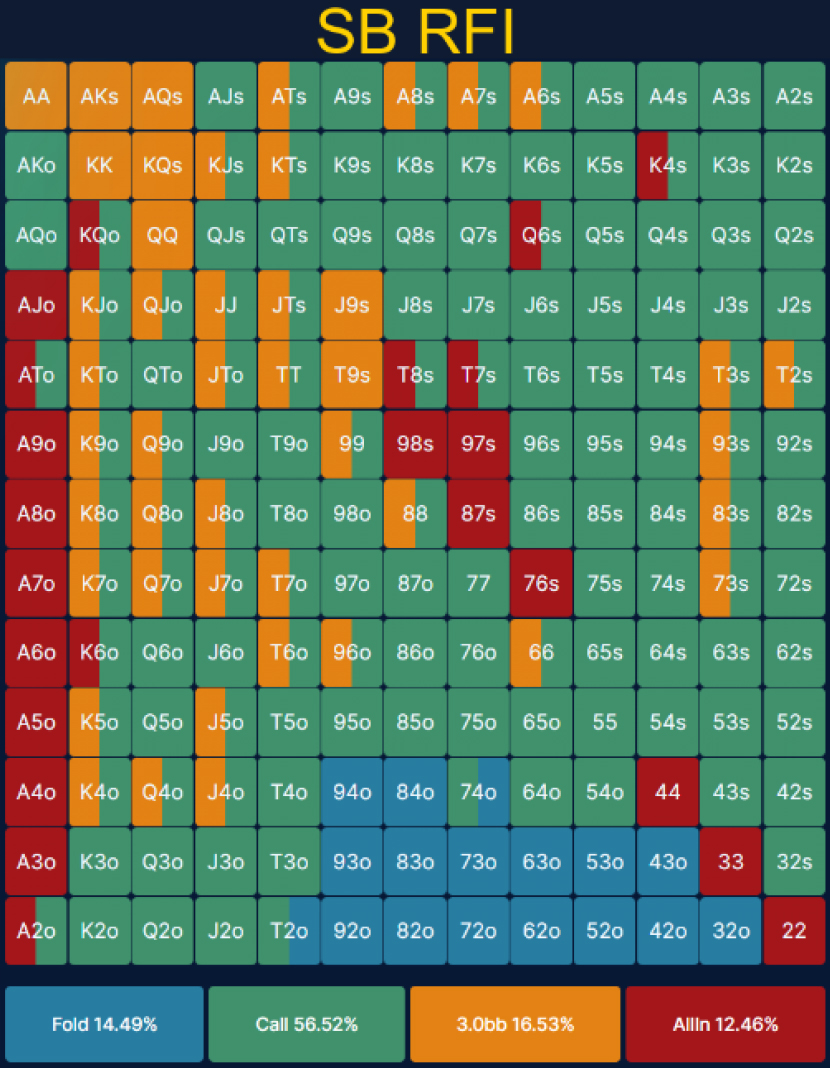 SB RFI
AA AKs AQs AJs ATs A9s A8s A7s A6s A5s A4s A3s A2s
AKo KK KQs KJs KTs K9s K8s K7s K6s K5s K4s K3s K2s
AQo KQo QQ QJs QTs Q9s Q8s Q7s Q6s Q5s Q4s Q3s Q2s
AJo KJo QJo JJ JTs J9s J8s J7s J6s J5s J4s J3s J2s
ATo KTo QTo JTo TT T9s T8s T7s T6s T5s T4s T3s T2s
A9o K9o Q9o J9o T9o 99 98s 97s 96s 95s 94s 93s 92s
A8o K8o Q8o J8o T8o 98o 88 87s 86s 85s 84s 83s 82s
A7o K7o Q7o J7o T7o 97o 87o 77 76s 75s 74s 73s 72s
A6o K6o Q6o J6o T6o 96o 86o 76o 66 65s 64s 63s 62s
A5o K5o Q5o J5o T5o 95o 85o 75o 65o 55 54s 53s 52s
A4o K4o Q4o J4o T4o 94o 84o 74o 64o 54o 44 43s 42s
A3o K3o Q3o J3o T3o 93o 83o 73o 63o 53o 43o 33 32s
A2o K2o Q2o J2o T2o 92o 82o 72o 62o 52o 42o 32o 22
Fold 14.49% Call 56.52% 3.0bb 16.53% AllIn 12.46%